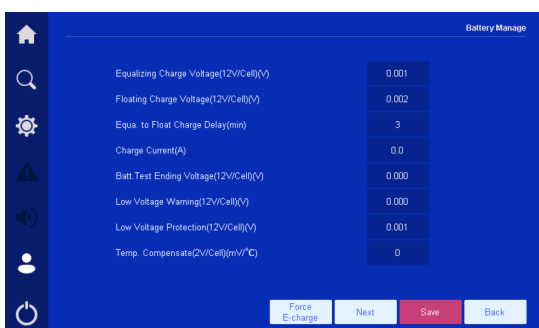 Battery Manage
Equalizing Charge Voltage(12V/Cell)(V) 0.001
Floating Charge Voltage(12V/Cell)(V) 0.002
Equa. to Float Charge Delay(min) 3
Charge Current(A) 0.0
Batt.Test Ending Voltage(12V/Cell)(V) 0.000
Low Voltage Warning(12V/Cell)(V) 0.000
Low Voltage Protection(12V/Cell)(V) 0.001
Temp. Compensate(2V/Cell)(mV/°C) 0
Force
E-charge Next Save Back